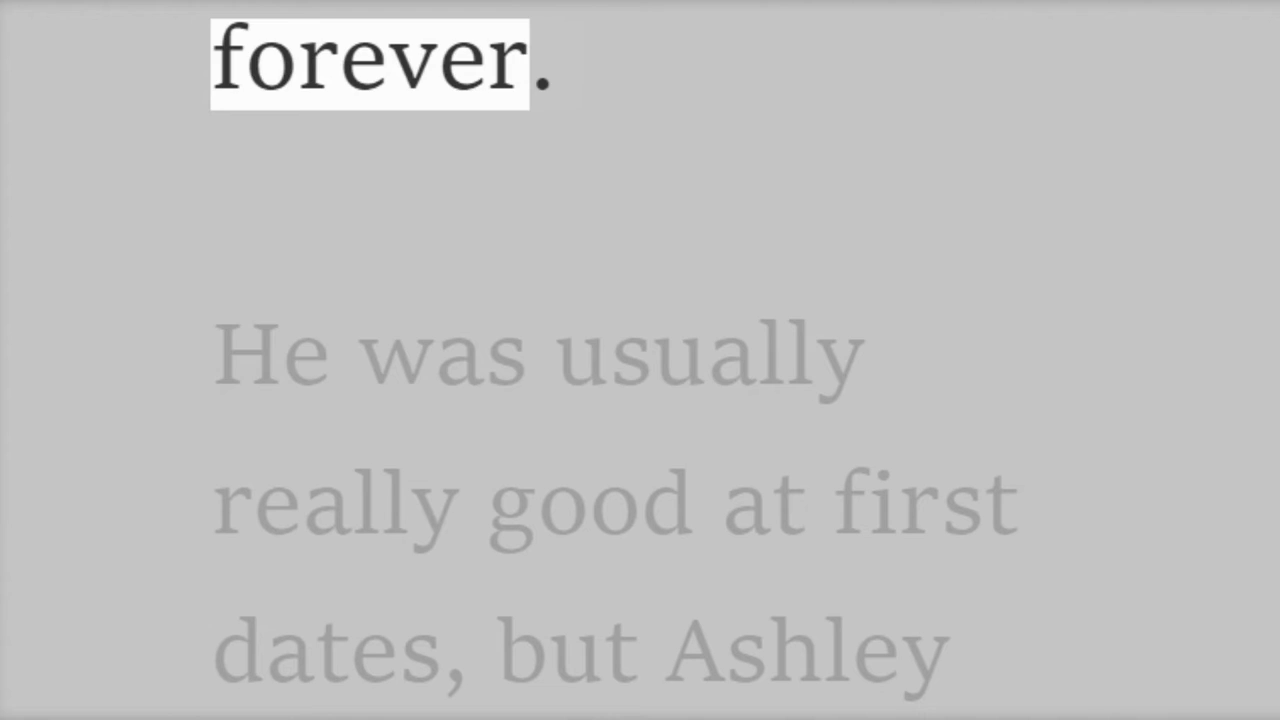 forever.
He was usually
really good at first
dates, but Ashley